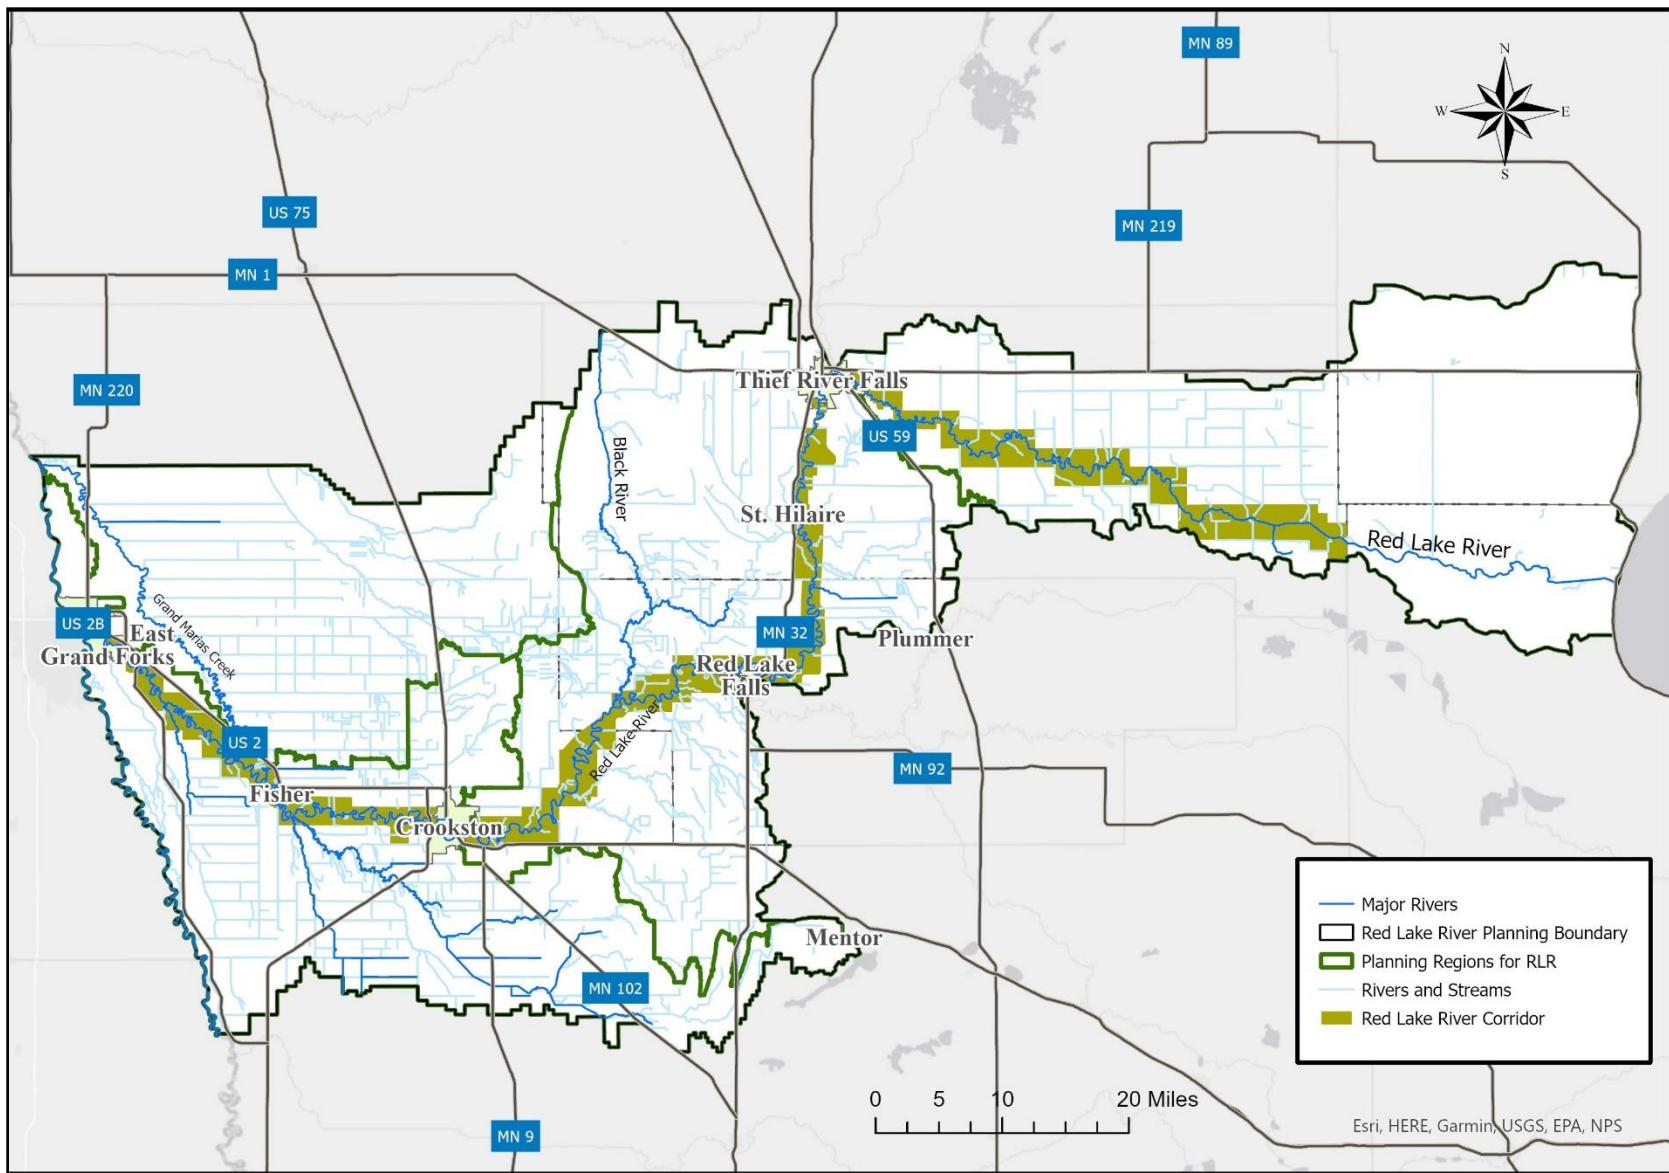 MN 89
N
W
E
S
US 75
MN 219
MN 1
Thief River Falls
MN 220
US 59
Black River
St. Hilaire
Red Lake River
Grand Marias Creek
US 2B
East
Grand Forks
MN 32
Plummer
Red Lake
Falls
Red Lake River
US 2
MN 92
Fisher
Crookston
Mentor
MN 102
MN 9
Major Rivers
Red Lake River Planning Boundary
Planning Regions for RLR
Rivers and Streams
Red Lake River Corridor
0 5 10 20 Miles
Esri, HERE, Garmin, USGS, EPA, NPS